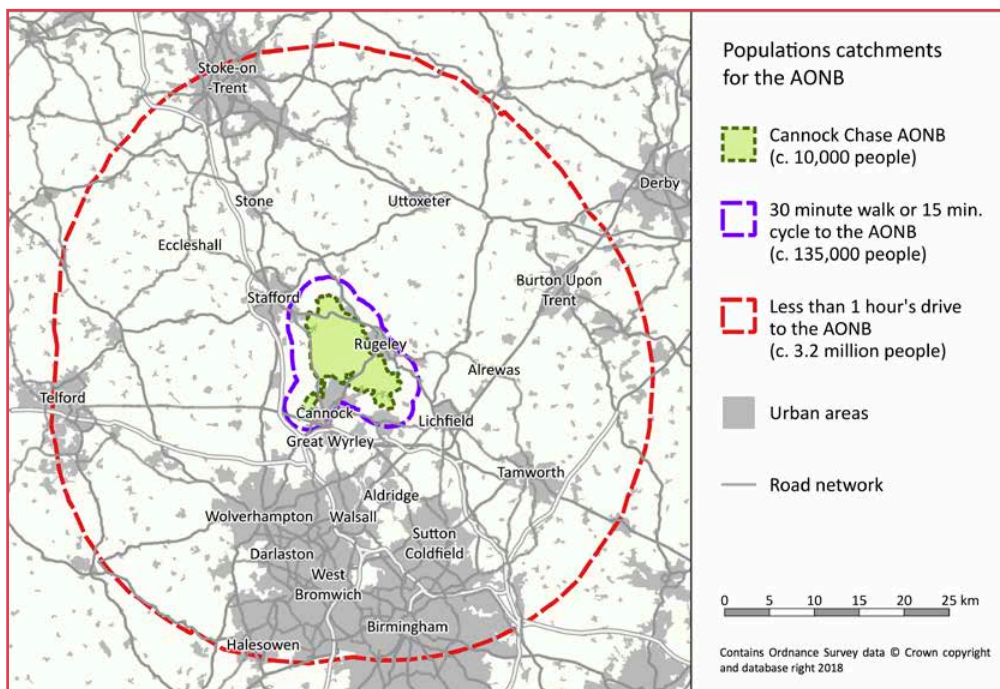 Stoke-on
-Trent
Derby
Stone
Uttoxeter
Eccleshall
Burton Upon
Trent
Stafford
Rugeley
Alrewas
Telford
Cannock
Lichfield
Great Wyrley
Tamworth
Aldridge
Wolverhampton
Walsall
Sutton
Coldfield
Darlaston
West
Bromwich
Birmingham
Halesowen
Populations catchments
for the AONB
Cannock Chase AONB
(c. 10,000 people)
30 minute walk or 15 min.
cycle to the AONB
(c. 135,000 people)
Less than 1 hour's drive
to the AONB
(c. 3.2 million people)
Urban areas
Road network
0 5 10 15 20 25 km
Contains Ordnance Survey data © Crown copyright
and database right 2018